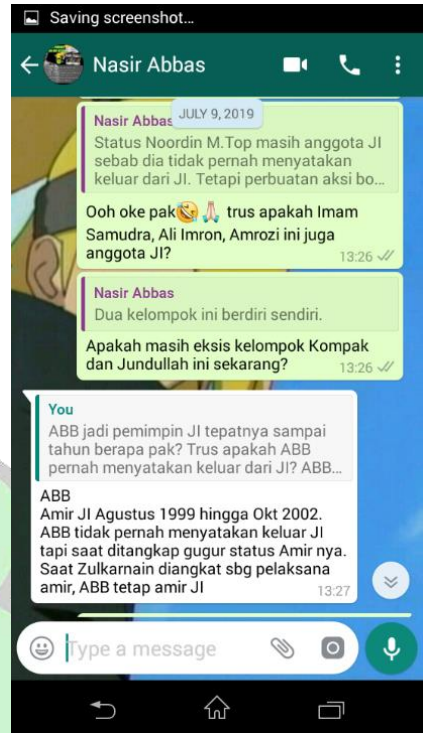 Saving screenshot...
Nasir Abbas
JULY 9, 2019
Nasir Abbas
Status Noordin M.Top masih anggota JI
sebab dia tidak pernah menyatakan
keluar dari JI. Tetapi perbuatan aksi bo...
Ooh oke pak🤣🙏 trus apakah Imam
Samudra, Ali Imron, Amrozi ini juga
anggota JI?
13:26
Nasir Abbas
Dua kelompok ini berdiri sendiri.
Apakah masih eksis kelompok Kompak
dan Jundullah ini sekarang?
13:26
You
ABB jadi pemimpin JI tepatnya sampai
tahun berapa pak? Trus apakah ABB
pernah menyatakan keluar dari JI? ABB...
ABB
Amir JI Agustus 1999 hingga Okt 2002.
ABB tidak pernah menyatakan keluar JI
tapi saat ditangkap gugur status Amir nya.
Saat Zulkarnain diangkat sbg pelaksana
amir, ABB tetap amir JI
13:27
Type a message